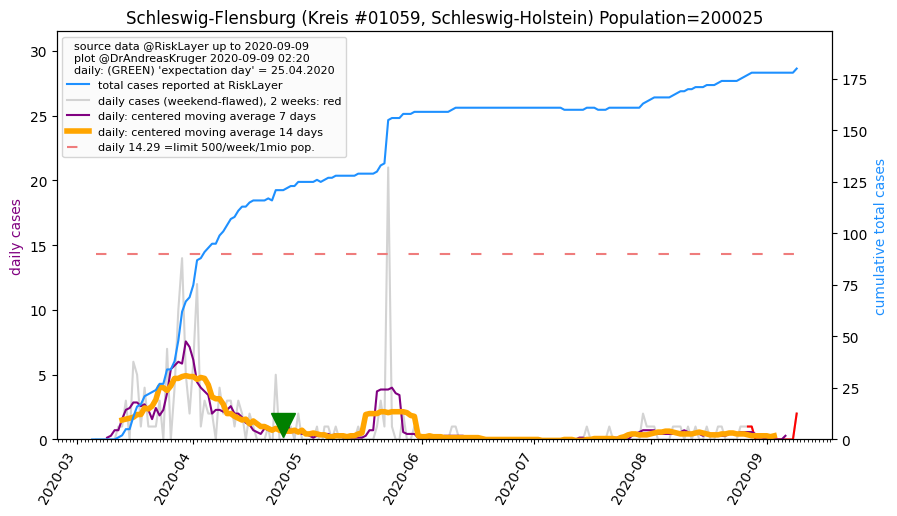 Schleswig-Flensburg (Kreis #01059, Schleswig-Holstein) Population=200025
source data @RiskLayer up to 2020-09-09
plot @DrAndreasKruger 2020-09-09 02:20
daily: (GREEN) 'expectation day' = 25.04.2020
total cases reported at RiskLayer
daily cases (weekend-flawed), 2 weeks: red
daily: centered moving average 7 days
daily: centered moving average 14 days
daily 14.29 =limit 500/week/1mio pop.
daily cases
30
25
20
15
10
5
0
cumulative total cases
175
150
125
100
75
50
25
0
2020-03
2020-04
2020-05
2020-06
2020-07
2020-08
2020-09